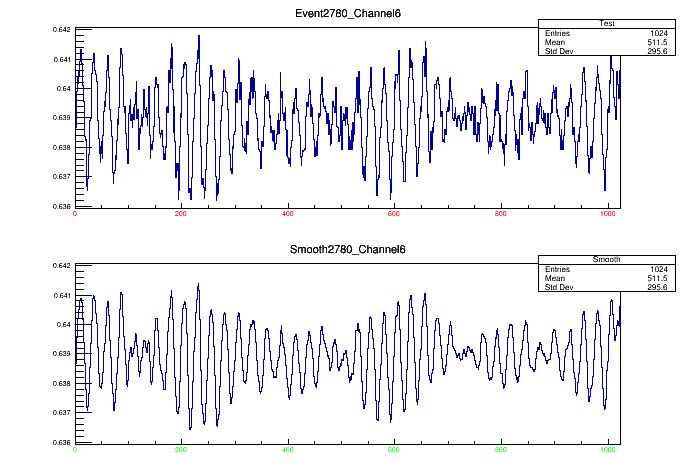 Event2780_Channel6
Test
Entries 1024
Mean 511.5
Std Dev 295.6
0.642
0.641
0.64
0.639
0.638
0.637
0.636
0 200 400 600 800 1000
Smooth2780_Channel6
Smooth
Entries 1024
Mean 511.5
Std Dev 295.6
0.642
0.641
0.64
0.639
0.638
0.637
0.636
0 200 400 600 800 1000